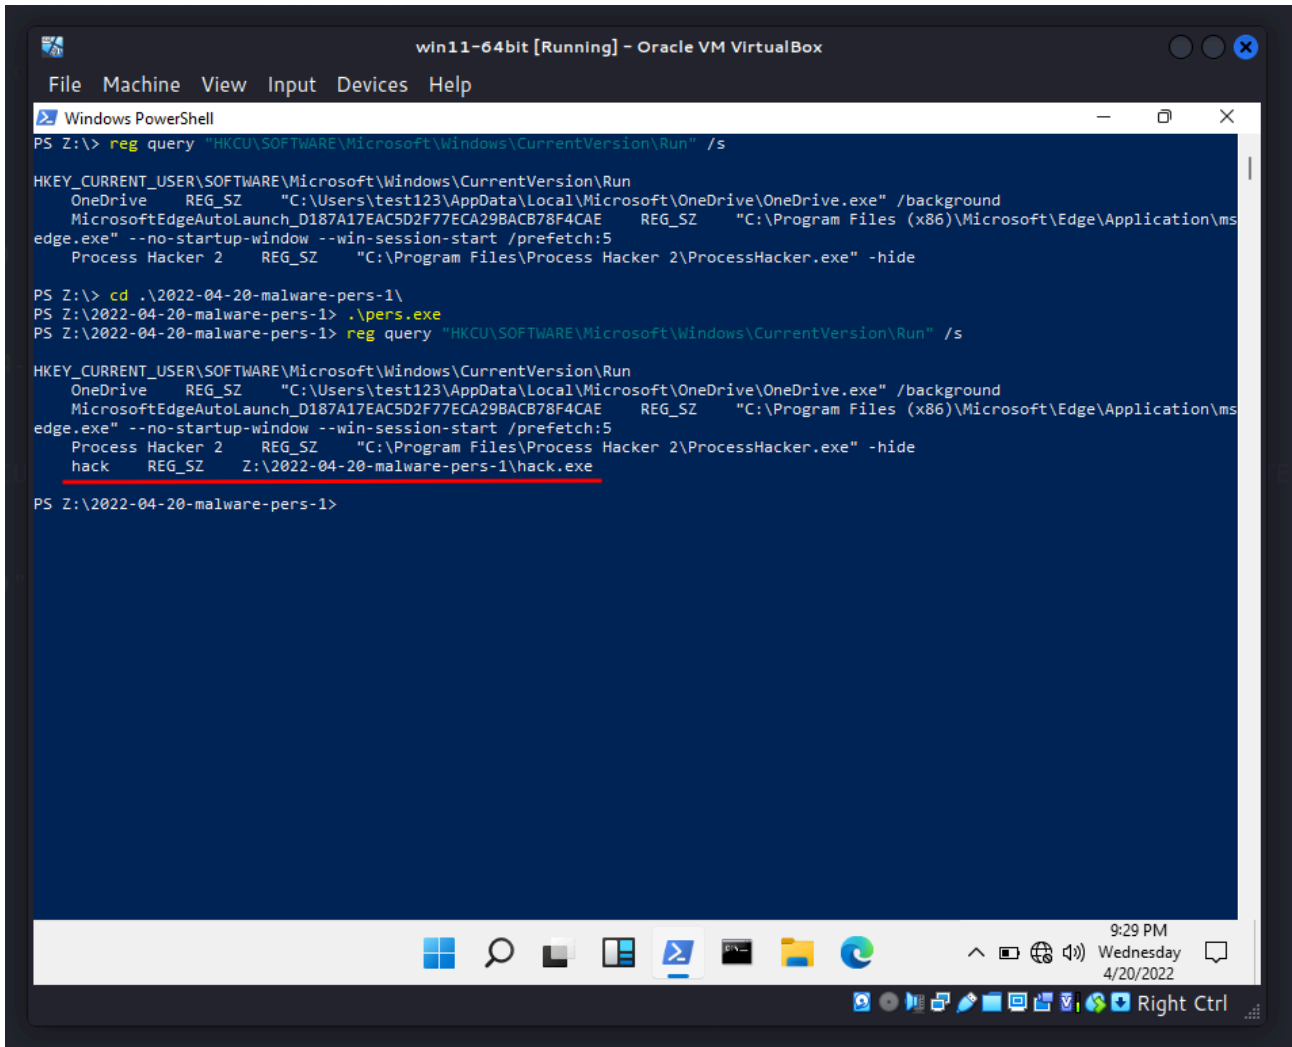 win11-64bit [Running] - Oracle VM VirtualBox
File Machine View Input Devices Help
Windows PowerShell
PS Z:\> reg query "HKCU\SOFTWARE\Microsoft\Windows\CurrentVersion\Run" /s
HKEY_CURRENT_USER\SOFTWARE\Microsoft\Windows\CurrentVersion\Run
OneDrive REG_SZ "C:\Users\test123\AppData\Local\Microsoft\OneDrive\OneDrive.exe" /background
MicrosoftEdgeAutoLaunch_D187A17EAC5D2F77ECA29BACB78F4CAE REG_SZ "C:\Program Files (x86)\Microsoft\Edge\Application\ms
edge.exe" --no-startup-window --win-session-start /prefetch:5
Process Hacker 2 REG_SZ "C:\Program Files\Process Hacker 2\ProcessHacker.exe" -hide
PS Z:\> cd .\2022-04-20-malware-pers-1\
PS Z:\2022-04-20-malware-pers-1> .\pers.exe
PS Z:\2022-04-20-malware-pers-1> reg query "HKCU\SOFTWARE\Microsoft\Windows\CurrentVersion\Run" /s
HKEY_CURRENT_USER\SOFTWARE\Microsoft\Windows\CurrentVersion\Run
OneDrive REG_SZ "C:\Users\test123\AppData\Local\Microsoft\OneDrive\OneDrive.exe" /background
MicrosoftEdgeAutoLaunch_D187A17EAC5D2F77ECA29BACB78F4CAE REG_SZ "C:\Program Files (x86)\Microsoft\Edge\Application\ms
edge.exe" --no-startup-window --win-session-start /prefetch:5
Process Hacker 2 REG_SZ "C:\Program Files\Process Hacker 2\ProcessHacker.exe" -hide
hack REG_SZ Z:\2022-04-20-malware-pers-1\hack.exe
PS Z:\2022-04-20-malware-pers-1>
9:29 PM
Wednesday
4/20/2022
Right Ctrl